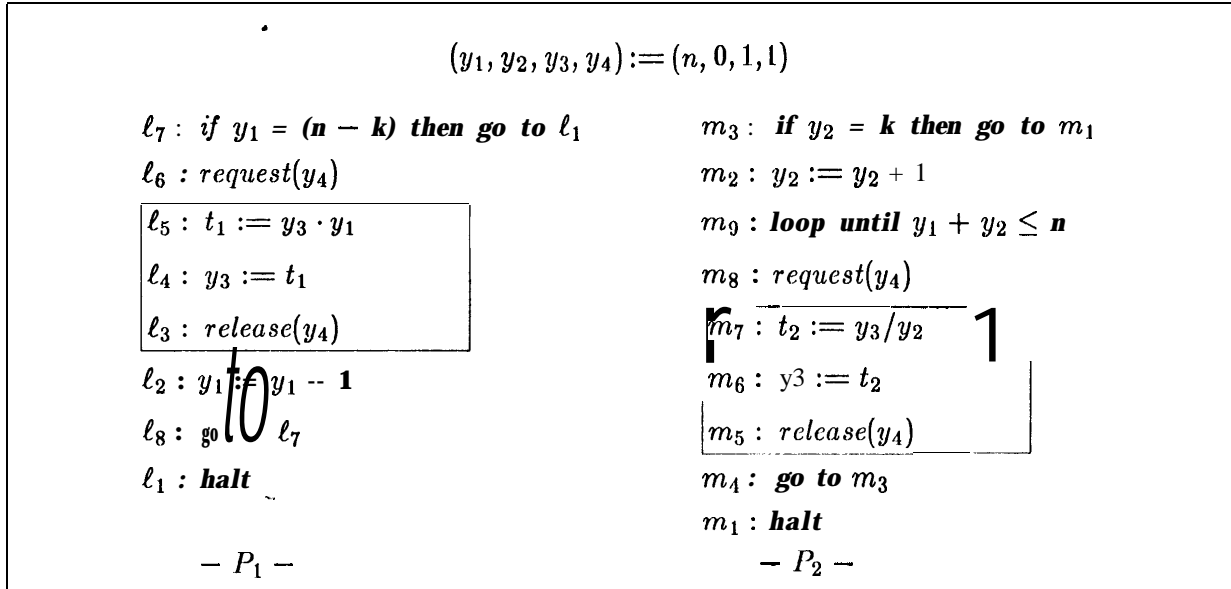 (y₁, y₂, y₃, y₄) := (n, 0, 1, 1)
ℓ₇ : if y₁ = (n − k) then go to ℓ₁
ℓ₆ : request(y₄)
ℓ₅ : t₁ := y₃ · y₁
ℓ₄ : y₃ := t₁
ℓ₃ : release(y₄)
ℓ₂ : y₁ := y₁ -- 1
ℓ₈ : go to ℓ₇
ℓ₁ : halt
− P₁ −
m₃ : if y₂ = k then go to m₁
m₂ : y₂ := y₂ + 1
m₉ : loop until y₁ + y₂ ≤ n
m₈ : request(y₄)
m₇ : t₂ := y₃/y₂
m₆ : y3 := t₂
m₅ : release(y₄)
m₄ : go to m₃
m₁ : halt
− P₂ −